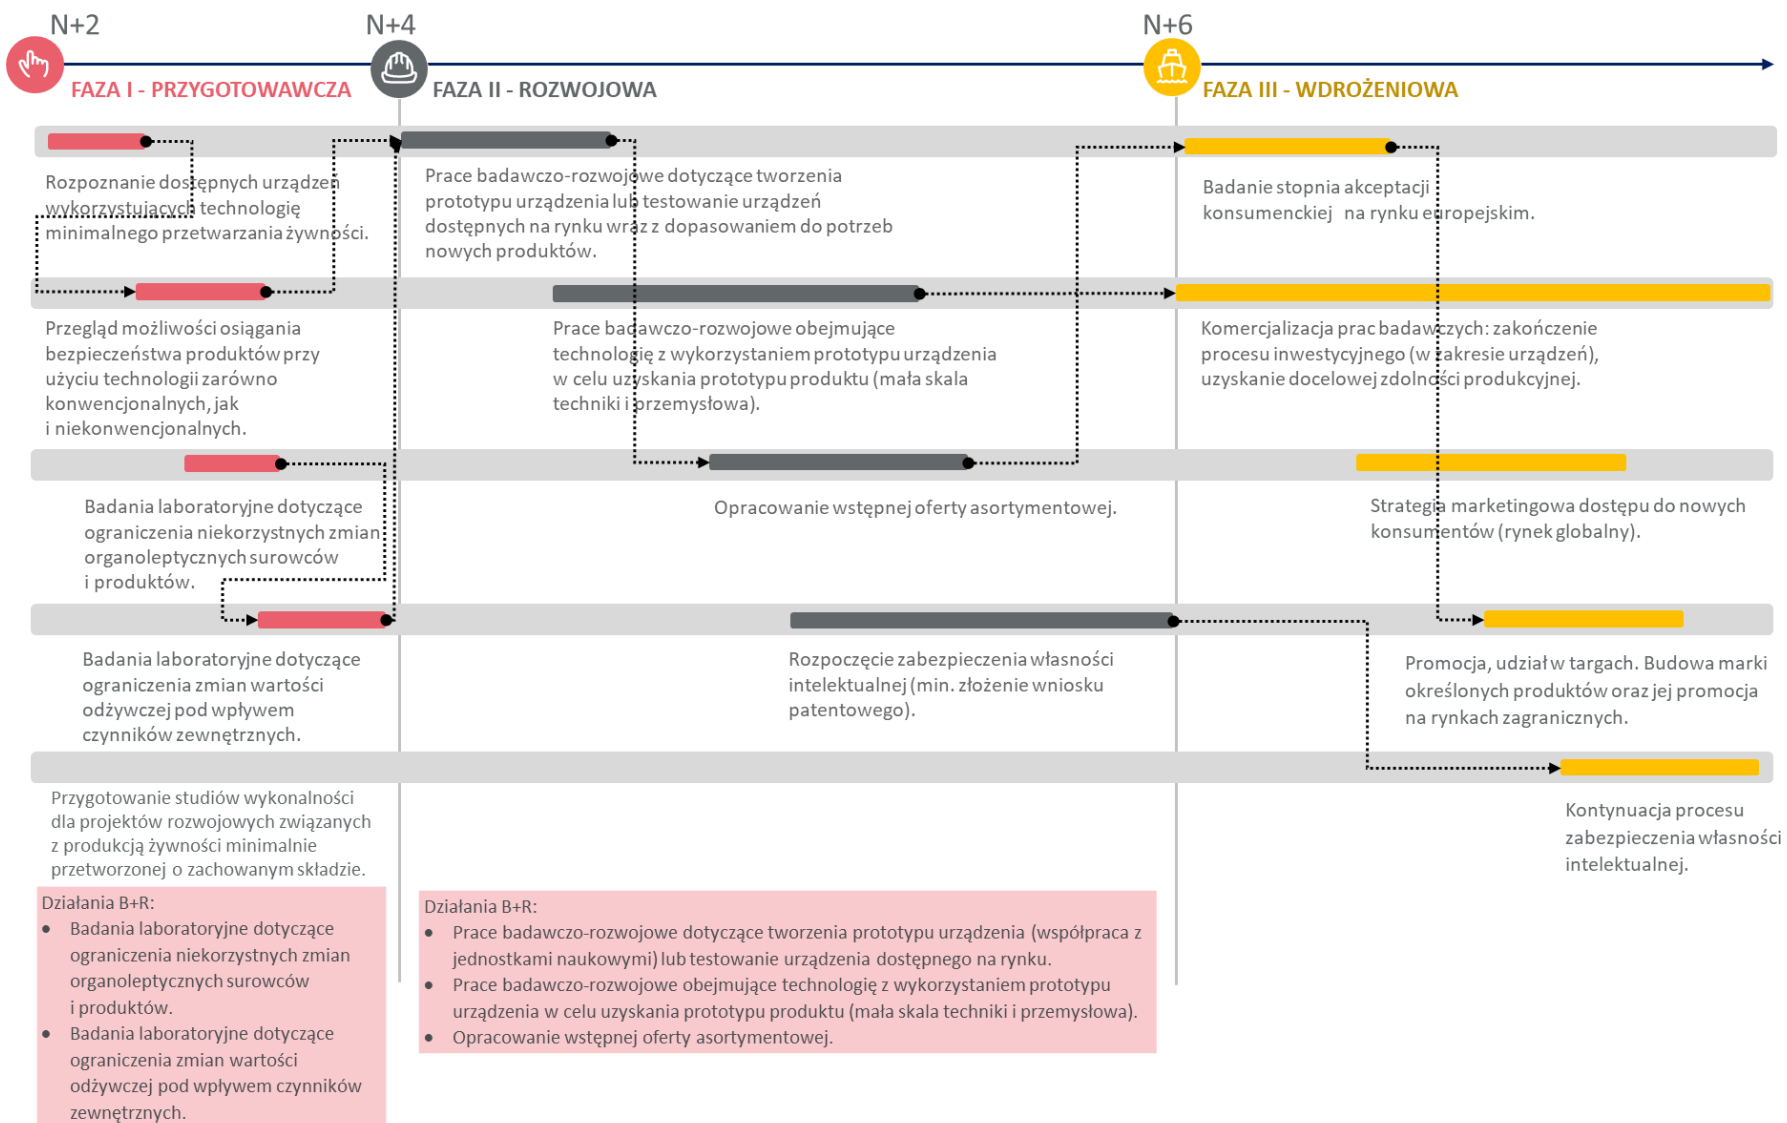 N+2
N+4
N+6
FAZA I - PRZYGOTOWAWCZA
FAZA II - ROZWOJOWA
FAZA III - WDROŻENIOWA
Rozpoznanie dostępnych urządzeń
wykorzystujących technologię
minimalnego przetwarzania żywności.
Prace badawczo-rozwojowe dotyczące tworzenia
prototypu urządzenia lub testowanie urządzeń
dostępnych na rynku wraz z dopasowaniem do potrzeb
nowych produktów.
Badanie stopnia akceptacji
konsumenckiej na rynku europejskim.
Przegląd możliwości osiągania
bezpieczeństwa produktów przy
użyciu technologii zarówno
konwencjonalnych, jak
i niekonwencjonalnych.
Prace badawczo-rozwojowe obejmujące
technologię z wykorzystaniem prototypu urządzenia
w celu uzyskania prototypu produktu (mała skala
techniki i przemysłowa).
Komercjalizacja prac badawczych: zakończenie
procesu inwestycyjnego (w zakresie urządzeń),
uzyskanie docelowej zdolności produkcyjnej.
Badania laboratoryjne dotyczące
ograniczenia niekorzystnych zmian
organoleptycznych surowców
i produktów.
Opracowanie wstępnej oferty asortymentowej.
Strategia marketingowa dostępu do nowych
konsumentów (rynek globalny).
Badania laboratoryjne dotyczące
ograniczenia zmian wartości
odżywczej pod wpływem
czynników zewnętrznych.
Rozpoczęcie zabezpieczenia własności
intelektualnej (min. złożenie wniosku
patentowego).
Promocja, udział w targach. Budowa marki
określonych produktów oraz jej promocja
na rynkach zagranicznych.
Przygotowanie studiów wykonalności
dla projektów rozwojowych związanych
z produkcją żywności minimalnie
przetworzonej o zachowanym składzie.
Kontynuacja procesu
zabezpieczenia własności
intelektualnej.
Działania B+R:
• Badania laboratoryjne dotyczące
ograniczenia niekorzystnych zmian
organoleptycznych surowców
i produktów.
• Badania laboratoryjne dotyczące
ograniczenia zmian wartości
odżywczej pod wpływem czynników
zewnętrznych.
Działania B+R:
• Prace badawczo-rozwojowe dotyczące tworzenia prototypu urządzenia (współpraca z
jednostkami naukowymi) lub testowanie urządzenia dostępnego na rynku.
• Prace badawczo-rozwojowe obejmujące technologię z wykorzystaniem prototypu
urządzenia w celu uzyskania prototypu produktu (mała skala techniki i przemysłowa).
• Opracowanie wstępnej oferty asortymentowej.